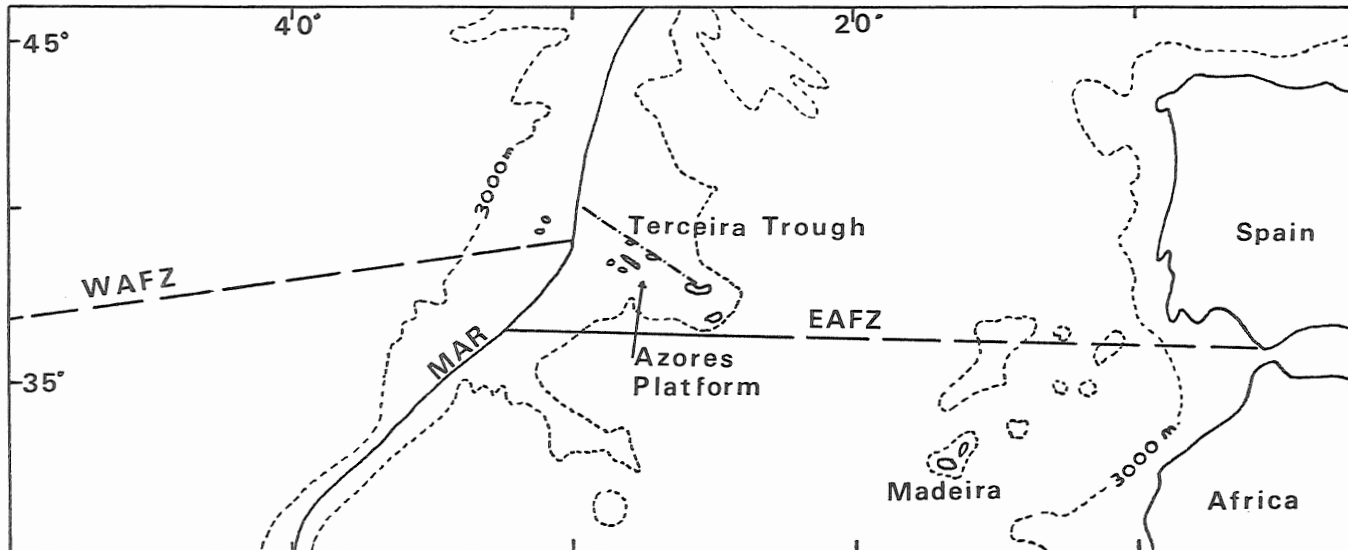 40°
20°
45°
3000m
Terceira Trough
Spain
WAFZ
EAFZ
MAR
Azores
Platform
35°
3000m
Madeira
Africa